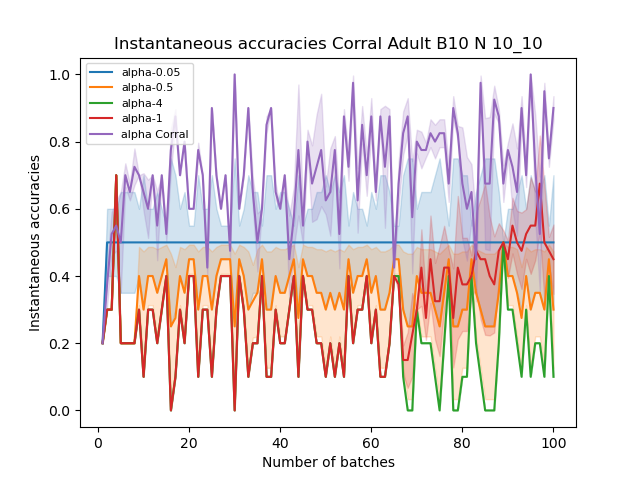 Instantaneous accuracies Corral Adult B10 N 10_10
alpha-0.05
alpha-0.5
alpha-4
alpha-1
alpha Corral
Instantaneous accuracies
1.0
0.8
0.6
0.4
0.2
0.0
0
20
40
60
80
100
Number of batches